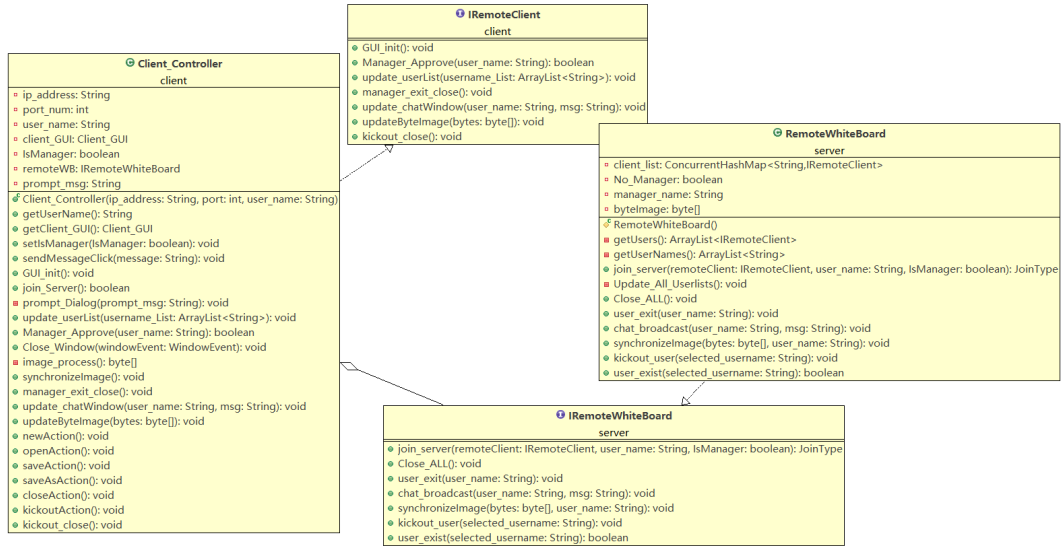 IRemoteClient
client
GUI_init(): void
Manager_Approve(user_name: String): boolean
update_userList(username_List: ArrayList<String>): void
manager_exit_close(): void
update_chatWindow(user_name: String, msg: String): void
updateByteImage(bytes: byte[]): void
kickout_close(): void
Client_Controller
client
ip_address: String
port_num: int
user_name: String
client_GUI: Client_GUI
IsManager: boolean
remoteWB: IRemoteWhiteBoard
prompt_msg: String
Client_Controller(ip_address: String, port: int, user_name: String)
getUserName(): String
getClient_GUI(): Client_GUI
setIsManager(IsManager: boolean): void
sendMessageClick(message: String): void
GUI_init(): void
join_Server(): boolean
prompt_Dialog(prompt_msg: String): void
update_userList(username_List: ArrayList<String>): void
Manager_Approve(user_name: String): boolean
Close_Window(windowEvent: WindowEvent): void
image_process(): byte[]
synchronizeImage(): void
manager_exit_close(): void
update_chatWindow(user_name: String, msg: String): void
updateByteImage(bytes: byte[]): void
newAction(): void
openAction(): void
saveAction(): void
saveAsAction(): void
closeAction(): void
kickoutAction(): void
kickout_close(): void
RemoteWhiteBoard
server
client_list: ConcurrentHashMap<String,IRemoteClient>
No_Manager: boolean
manager_name: String
byteImage: byte[]
RemoteWhiteBoard()
getUsers(): ArrayList<IRemoteClient>
getUserNames(): ArrayList<String>
join_server(remoteClient: IRemoteClient, user_name: String, IsManager: boolean): JoinType
Update_All_Userlists(): void
Close_ALL(): void
user_exit(user_name: String): void
chat_broadcast(user_name: String, msg: String): void
synchronizeImage(bytes: byte[], user_name: String): void
kickout_user(selected_username: String): void
user_exist(selected_username: String): boolean
IRemoteWhiteBoard
server
join_server(remoteClient: IRemoteClient, user_name: String, IsManager: boolean): JoinType
Close_ALL(): void
user_exit(user_name: String): void
chat_broadcast(user_name: String, msg: String): void
synchronizeImage(bytes: byte[], user_name: String): void
kickout_user(selected_username: String): void
user_exist(selected_username: String): boolean